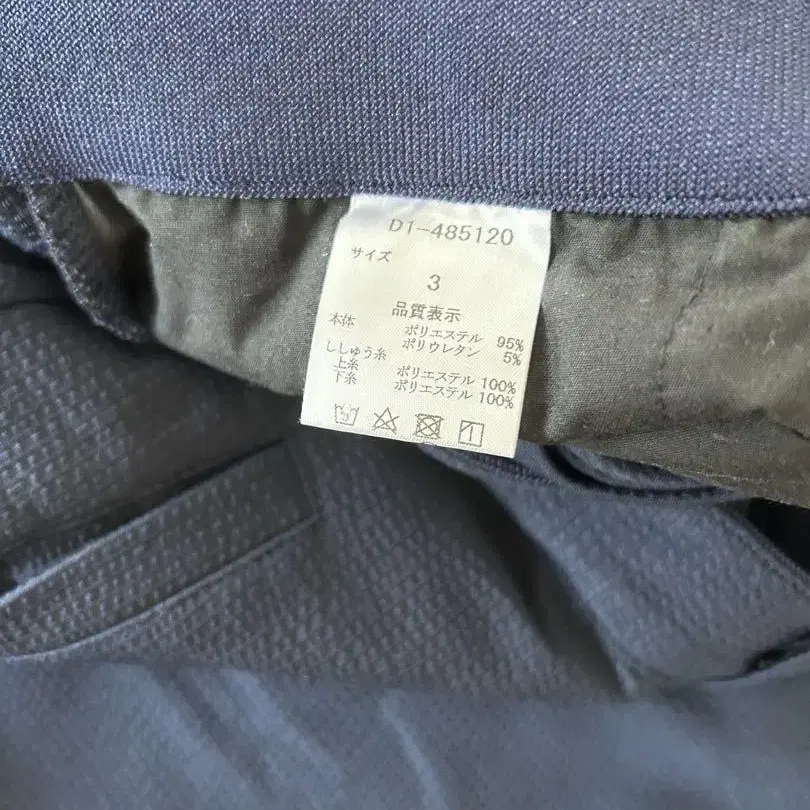 D1-485120
サイズ
3
品質表示
本体 ポリエステル 95%
ポリウレタン 5%
ししゅう糸
上糸 ポリエステル 100%
下糸 ポリエステル 100%